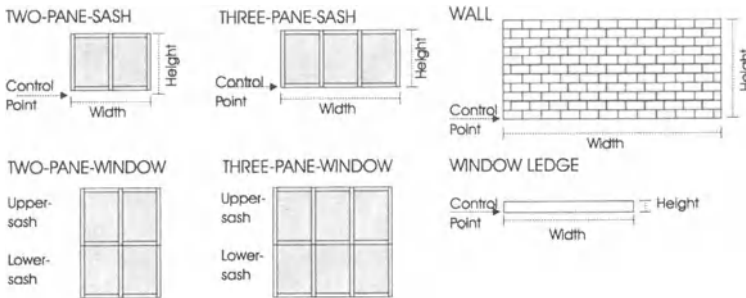 TWO-PANE-SASH
Height
Control
Point
Width
THREE-PANE-SASH
Height
Control
Point
Width
WALL
Height
Control
Point
Width
TWO-PANE-WINDOW
Upper-
sash
Lower-
sash
THREE-PANE-WINDOW
Upper-
sash
Lower-
sash
WINDOW LEDGE
Control
Point
Height
Width